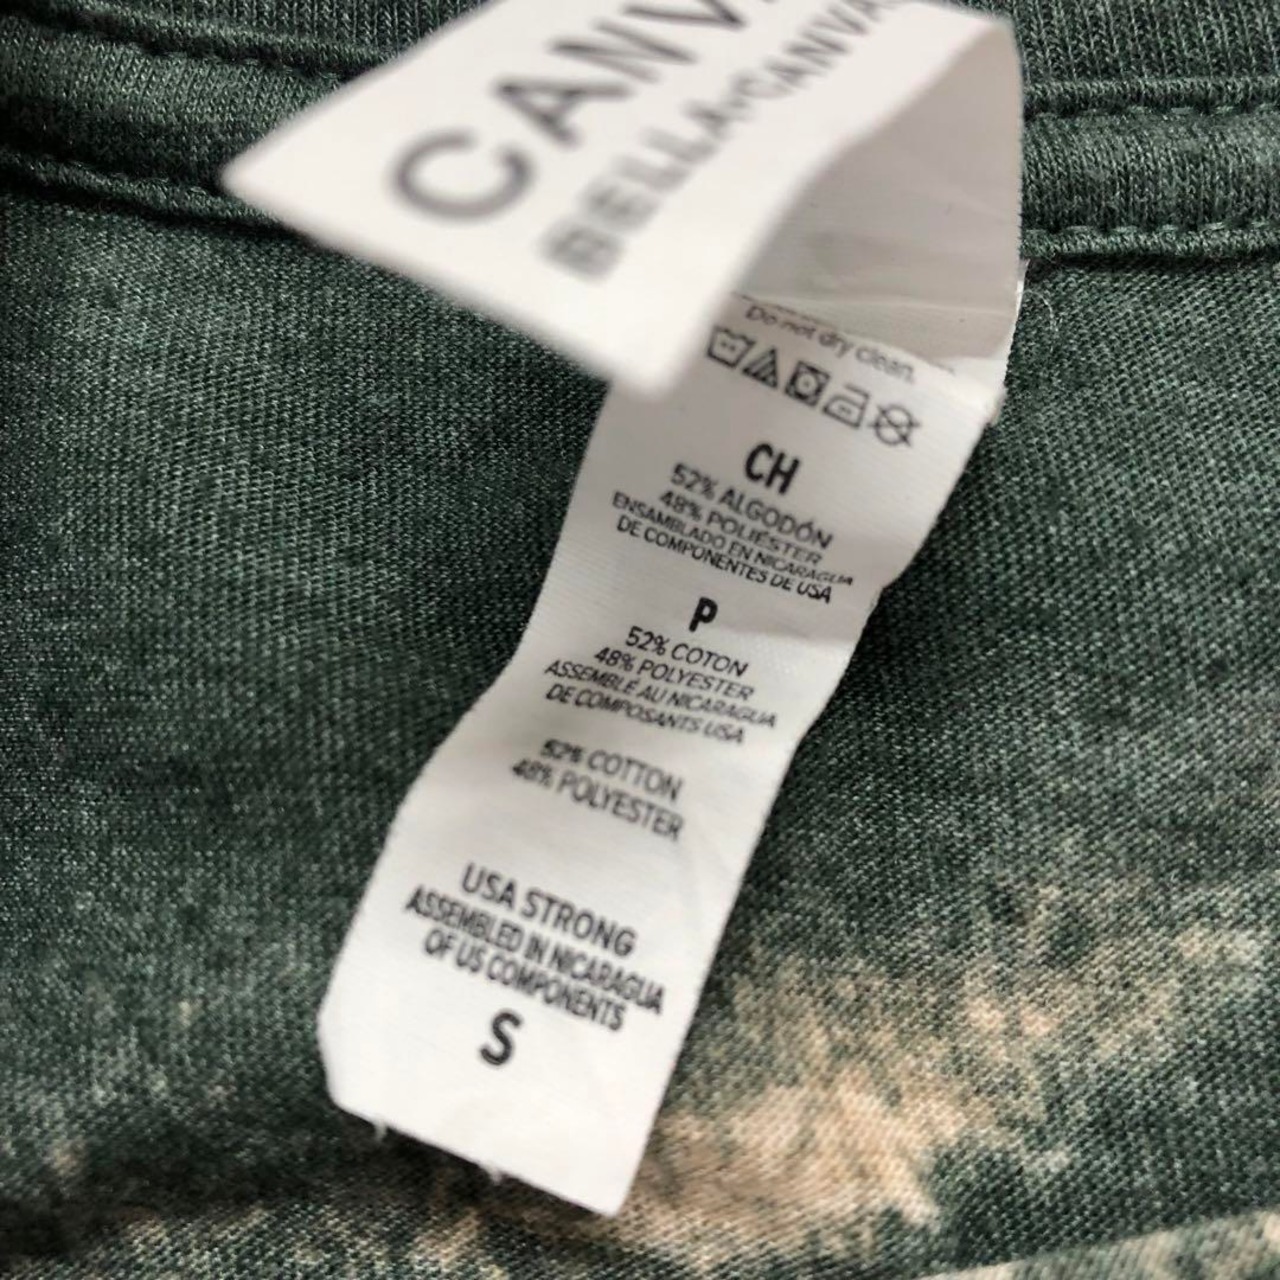 CANV
BELLA+CANVA
Do not dry clean.
CH
52% ALGODÓN
48% POLIÉSTER
ENSAMBLADO EN NICARAGUA
DE COMPONENTES DE USA
P
52% COTON
48% POLYESTER
ASSEMBLÉ AU NICARAGUA
DE COMPOSANTS USA
52% COTTON
48% POLYESTER
USA STRONG
ASSEMBLED IN NICARAGUA
OF US COMPONENTS
S